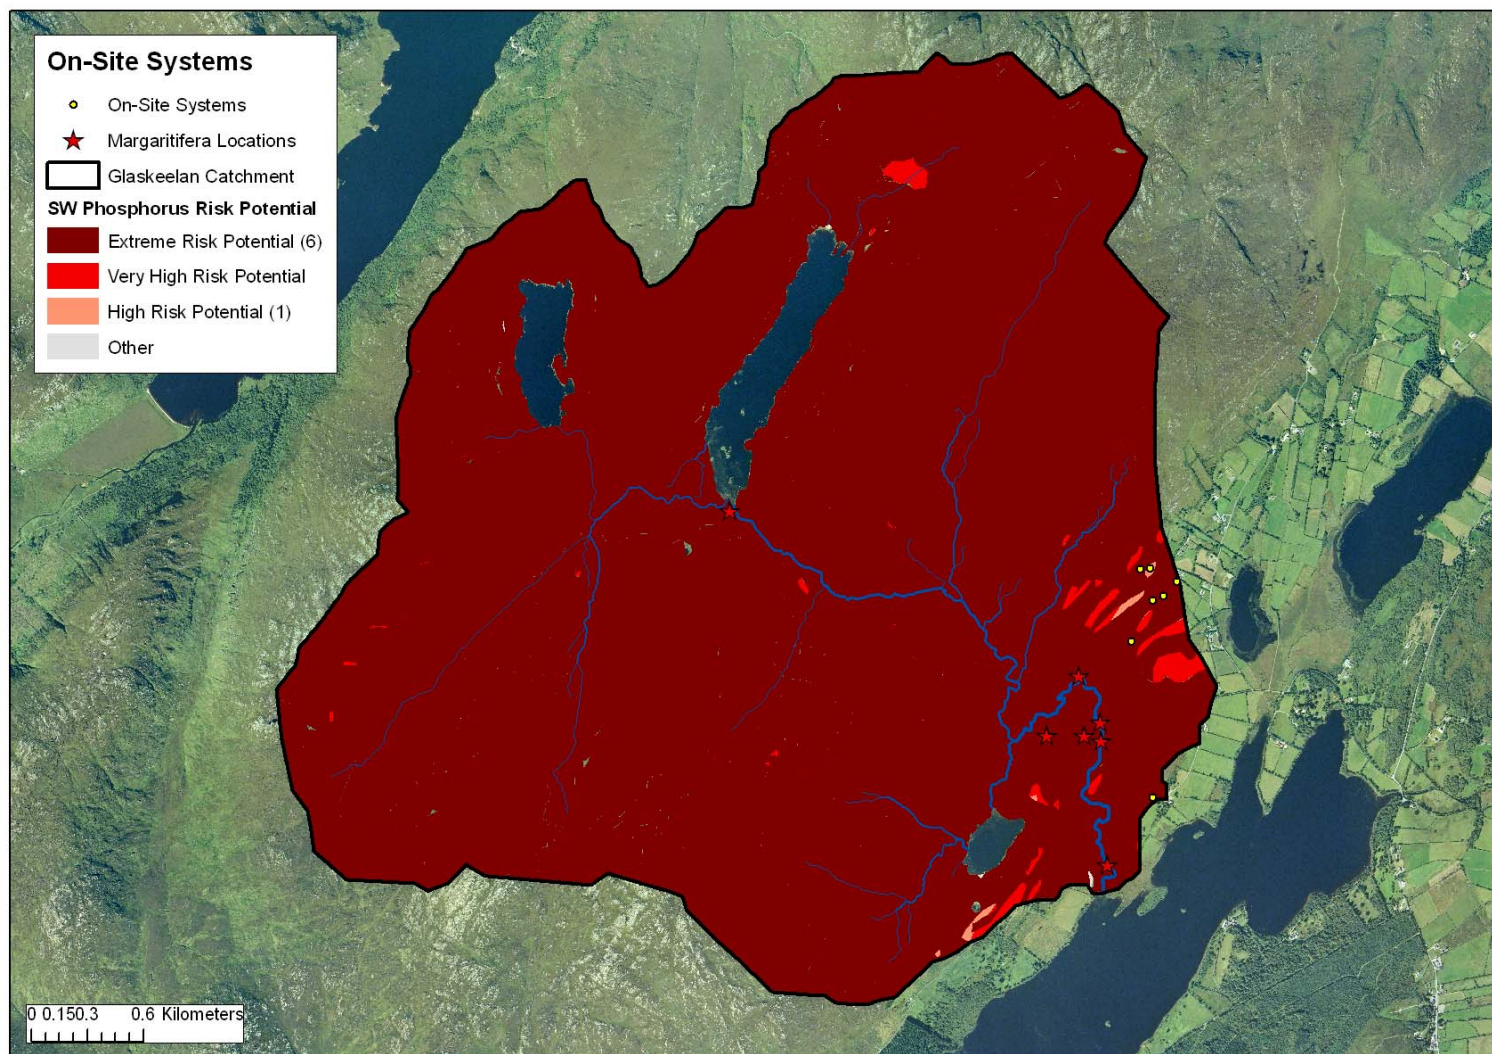 On-Site Systems
On-Site Systems
Margaritifera Locations
Glaskeelan Catchment
SW Phosphorus Risk Potential
Extreme Risk Potential (6)
Very High Risk Potential
High Risk Potential (1)
Other
0 0.150.3 0.6 Kilometers